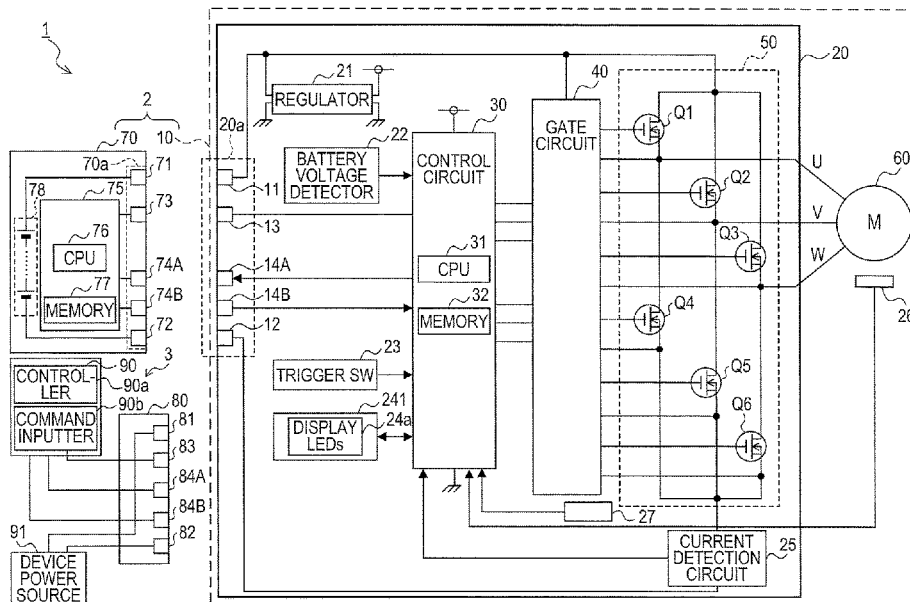 1
2
3
10
20
20a
21
REGULATOR
22
BATTERY
VOLTAGE
DETECTOR
30
CONTROL
CIRCUIT
31
CPU
32
MEMORY
40
GATE
CIRCUIT
50
Q1
Q2
Q3
Q4
Q5
Q6
U
V
W
60
M
26
70
70a
71
78
75
73
76
CPU
77
MEMORY
74A
74B
72
11
13
14A
14B
12
23
TRIGGER SW
241
DISPLAY
LEDs
24a
27
CURRENT
DETECTION
CIRCUIT
25
90
CONTROL-
LER
90a
90b
COMMAND
INPUTTER
80
81
83
84A
84B
82
91
DEVICE
POWER
SOURCE